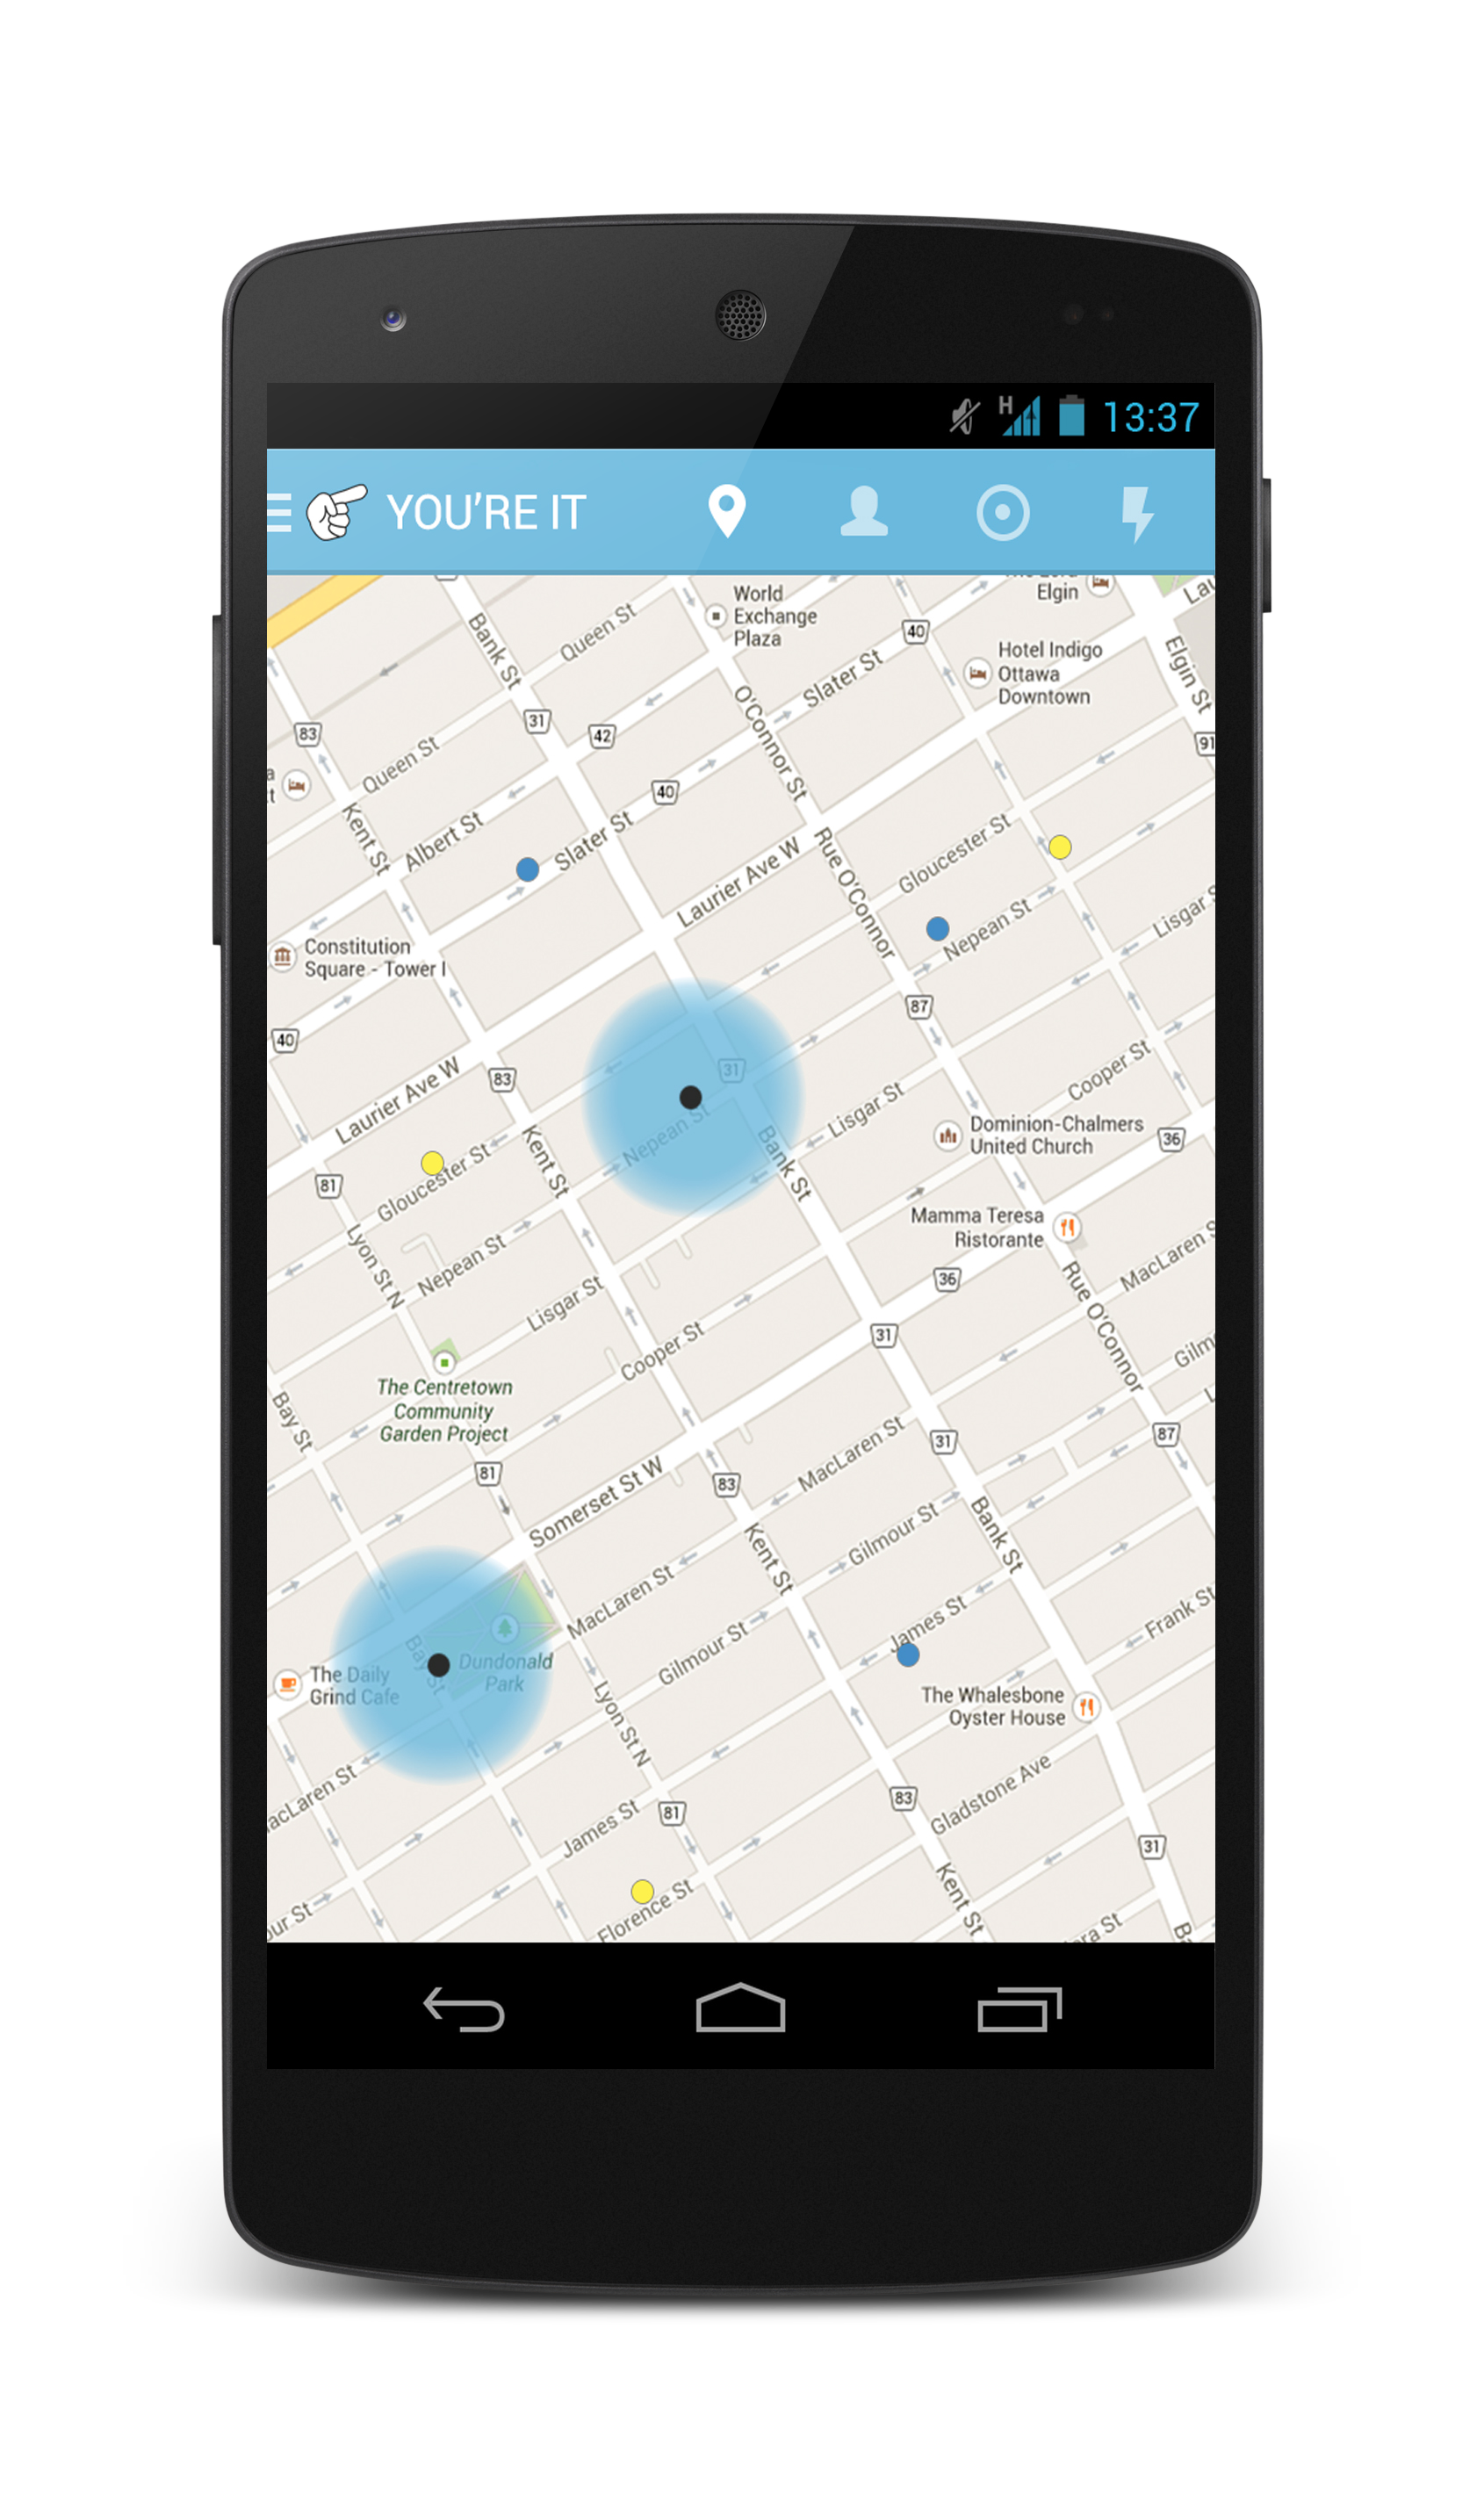 H
13:37
YOU'RE IT
World
Exchange
Plaza
Elgin
Queen St
Bank St
40
Hotel Indigo
Ottawa
Downtown
Elgin St
Slater St
O'Connor St
31
42
83
91
Queen St
40
Kent St
Albert St
Slater St
Gloucester St
Laurier Ave W
Rue O'Connor
Nepean St
Constitution
Square - Tower I
87
40
31
Cooper St
Laurier Ave W
83
Lisgar St
Dominion-Chalmers
United Church
36
Nepean St
Bank St
Kent St
Gloucester St
81
Mamma Teresa
Ristorante
Lyon St N
Nepean St
36
Rue O'Connor
Lisgar St
Cooper St
31
The Centretown
Community
Garden Project
Bay St
31
87
MacLaren St
81
83
Somerset St W
Bank St
Gilmour St
Kent St
MacLaren St
James St
Frank St
Gilmour St
Dundonald
Park
Bay St
The Daily
Grind Cafe
Lyon St N
The Whalesbone
Oyster House
Gladstone Ave
83
James St
81
31
Kent St
Florence St